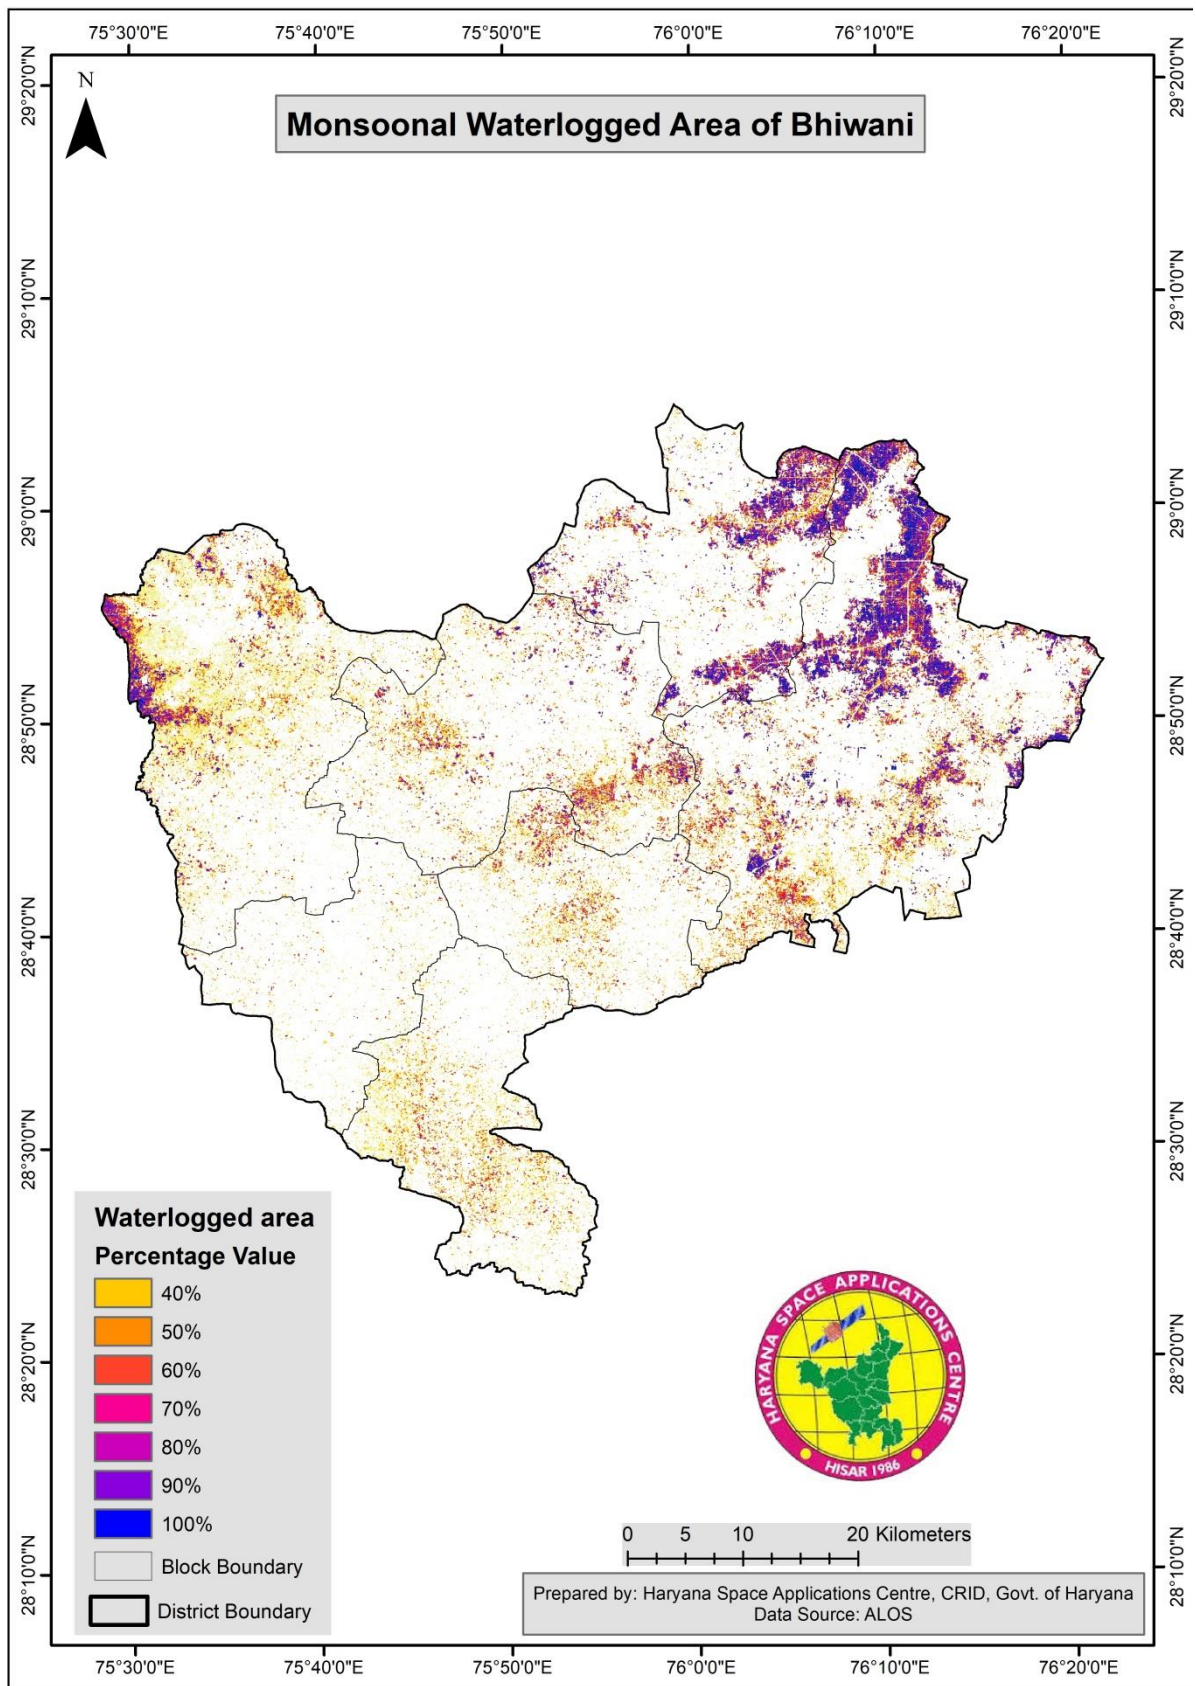 75°30'0"E 75°40'0"E 75°50'0"E 76°0'0"E 76°10'0"E 76°20'0"E
N
Monsoonal Waterlogged Area of Bhiwani
29°20'0"N
29°10'0"N
29°0'0"N
28°50'0"N
28°40'0"N
28°30'0"N
28°20'0"N
28°10'0"N
29°20'0"N
29°10'0"N
29°0'0"N
28°50'0"N
28°40'0"N
28°30'0"N
28°20'0"N
28°10'0"N
Waterlogged area
Percentage Value
40%
50%
60%
70%
80%
90%
100%
Block Boundary
District Boundary
HARYANA SPACE APPLICATIONS CENTRE
HISAR 1986
0 5 10 20 Kilometers
Prepared by: Haryana Space Applications Centre, CRID, Govt. of Haryana
Data Source: ALOS
75°30'0"E 75°40'0"E 75°50'0"E 76°0'0"E 76°10'0"E 76°20'0"E